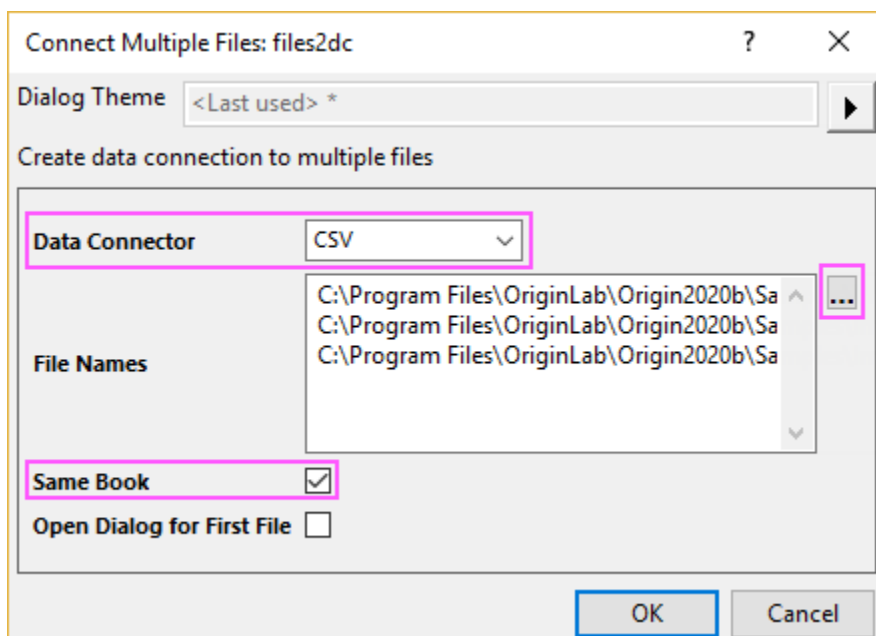 Connect Multiple Files: files2dc ?
Dialog Theme <Last used> *
Create data connection to multiple files
Data Connector CSV
C:\Program Files\OriginLab\Origin2020b\Sa
...
C:\Program Files\OriginLab\Origin2020b\Sa
C:\Program Files\OriginLab\Origin2020b\Sa
File Names
Same Book
Open Dialog for First File
OK Cancel